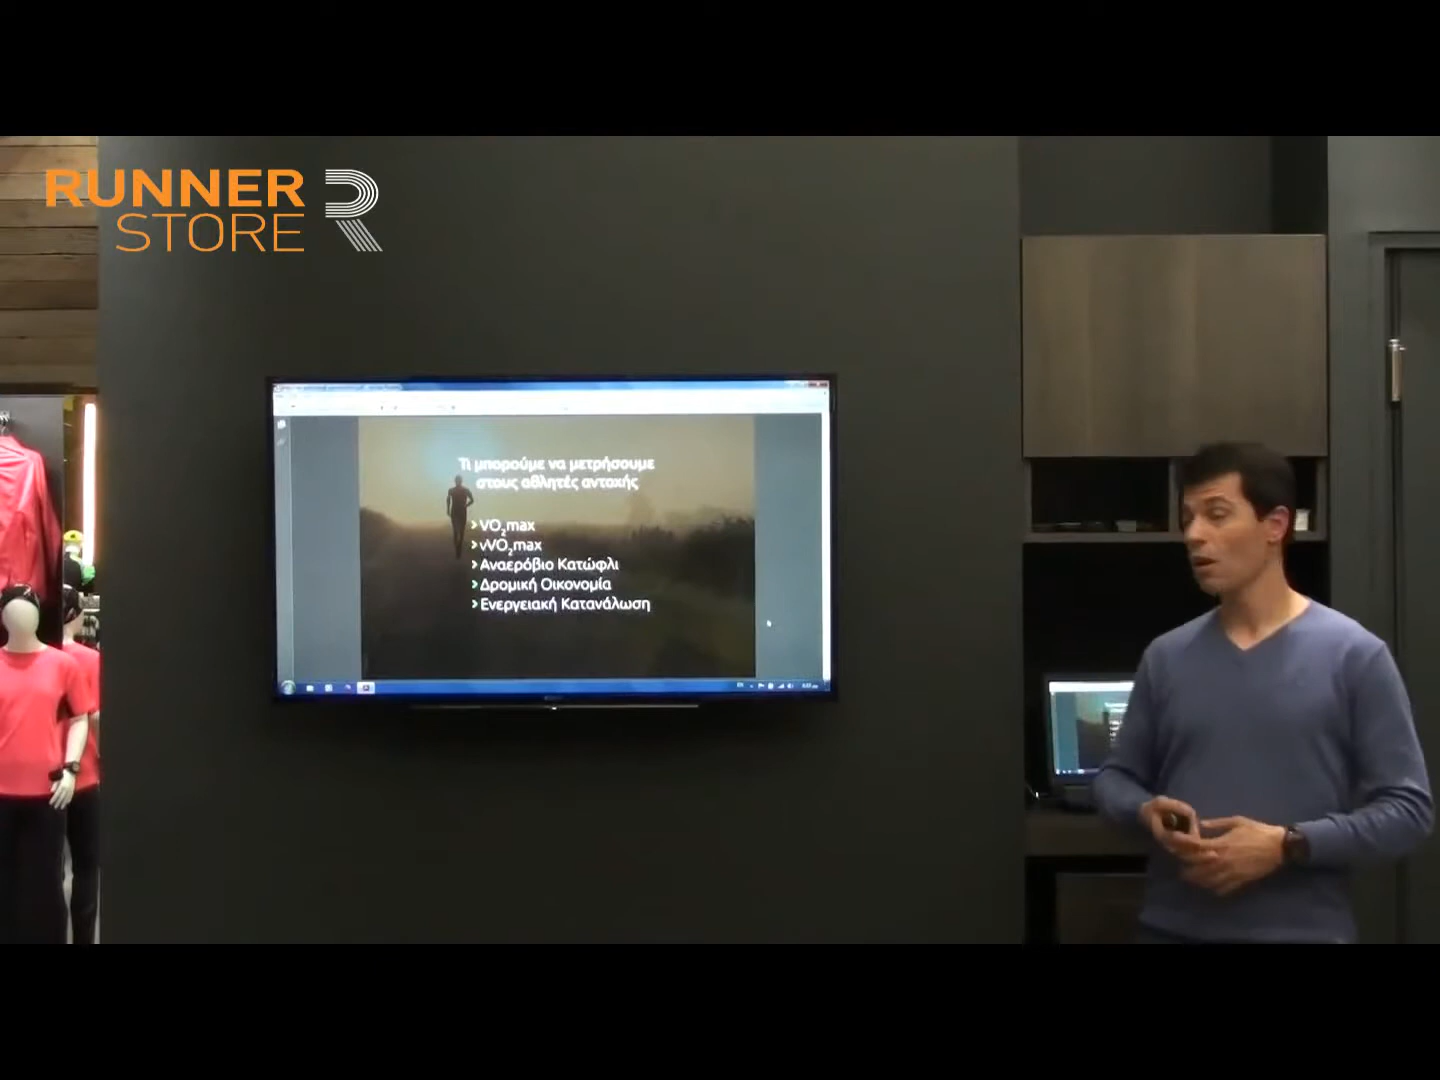 RUNNER
STORE
Τι μπορούμε να μετρήσουμε
στους αθλητές αντοχής
> VO₂max
> vVO₂max
> Αναερόβιο Κατώφλι
> Δρομική Οικονομία
> Ενεργειακή Κατανάλωση